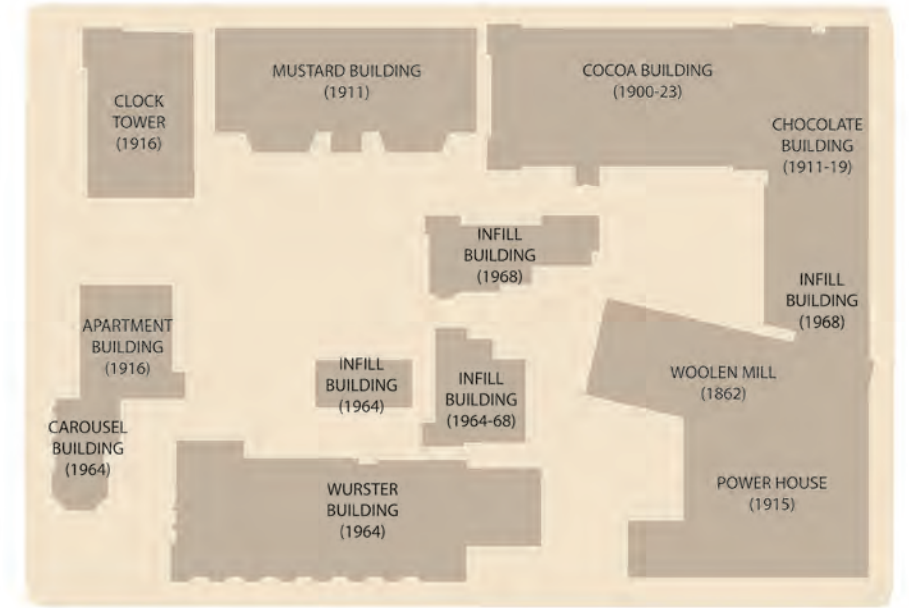 CLOCK
TOWER
(1916)
MUSTARD BUILDING
(1911)
COCOA BUILDING
(1900-23)
CHOCOLATE
BUILDING
(1911-19)
INFILL
BUILDING
(1968)
INFILL
BUILDING
(1968)
APARTMENT
BUILDING
(1916)
INFILL
BUILDING
(1964)
INFILL
BUILDING
(1964-68)
WOOLEN MILL
(1862)
CAROUSEL
BUILDING
(1964)
WURSTER
BUILDING
(1964)
POWER HOUSE
(1915)